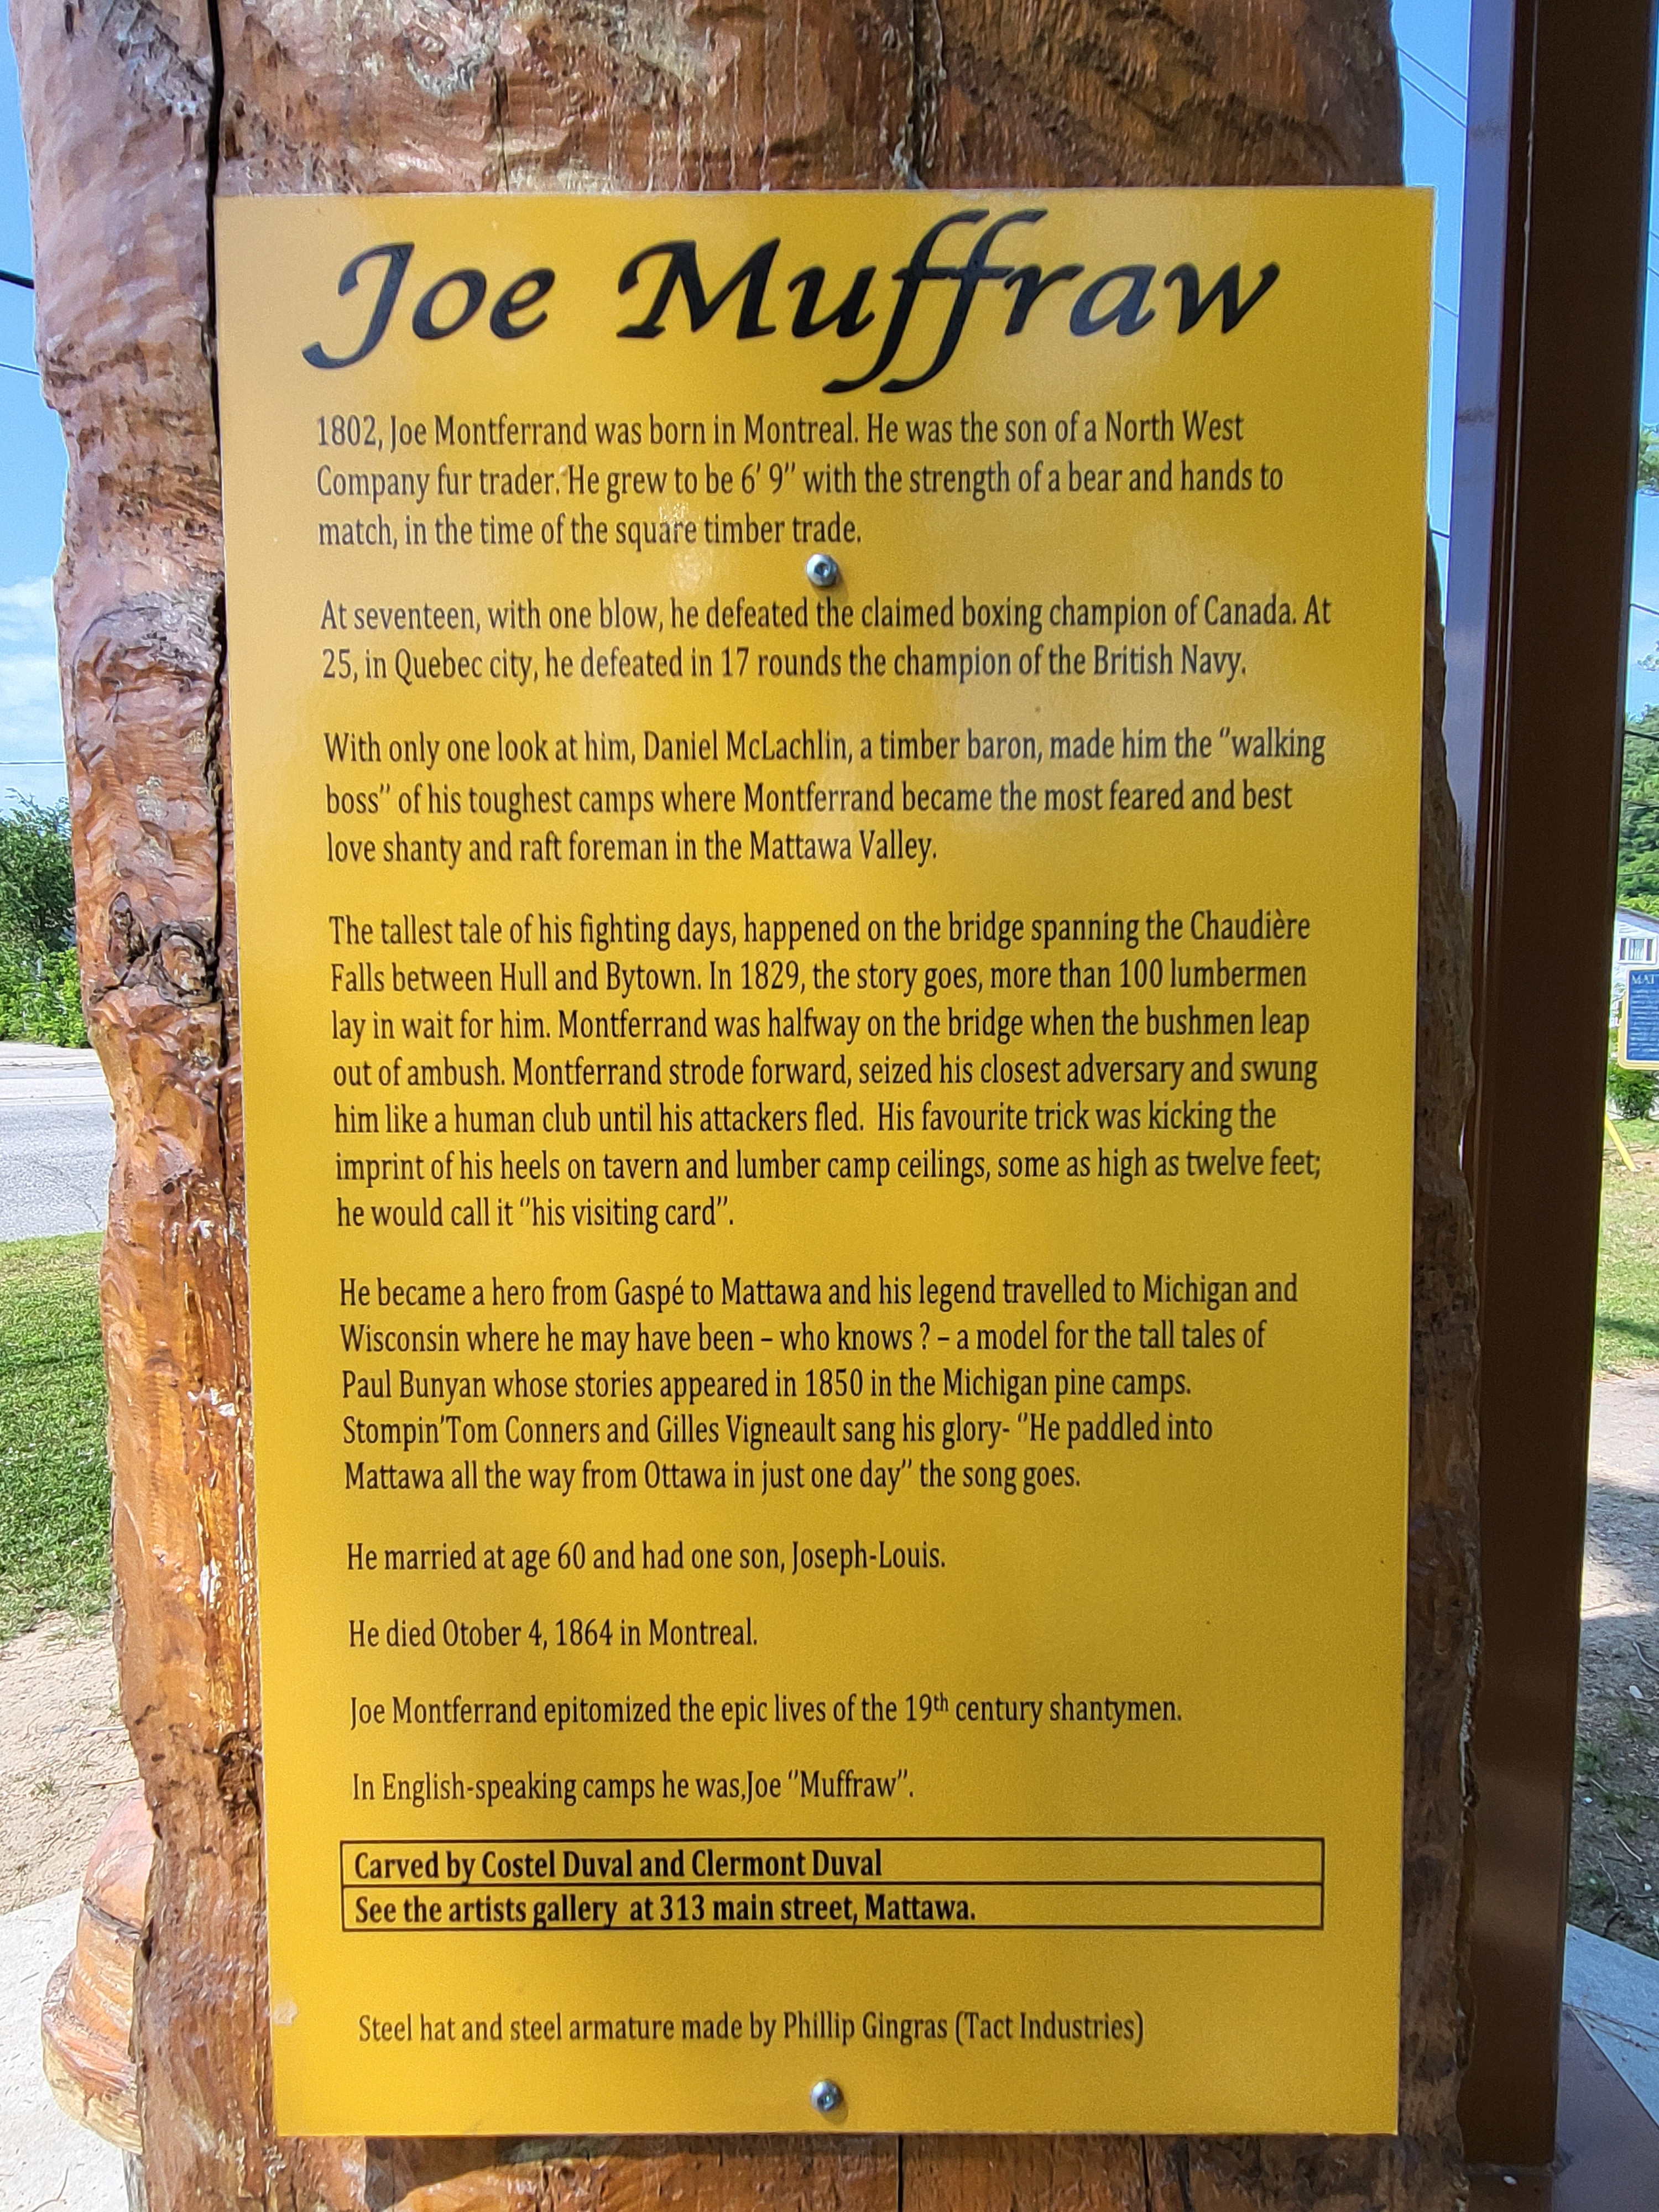 Joe Muffraw
1802, Joe Montferrand was born in Montreal. He was the son of a North West
Company fur trader. He grew to be 6' 9" with the strength of a bear and hands to
match, in the time of the square timber trade.
At seventeen, with one blow, he defeated the claimed boxing champion of Canada. At
25, in Quebec city, he defeated in 17 rounds the champion of the British Navy.
With only one look at him, Daniel McLachlin, a timber baron, made him the "walking
boss" of his toughest camps where Montferrand became the most feared and best
love shanty and raft foreman in the Mattawa Valley.
The tallest tale of his fighting days, happened on the bridge spanning the Chaudière
Falls between Hull and Bytown. In 1829, the story goes, more than 100 lumbermen
lay in wait for him. Montferrand was halfway on the bridge when the bushmen leap
out of ambush. Montferrand strode forward, seized his closest adversary and swung
him like a human club until his attackers fled.  His favourite trick was kicking the
imprint of his heels on tavern and lumber camp ceilings, some as high as twelve feet;
he would call it "his visiting card".
He became a hero from Gaspé to Mattawa and his legend travelled to Michigan and
Wisconsin where he may have been – who knows ? – a model for the tall tales of
Paul Bunyan whose stories appeared in 1850 in the Michigan pine camps.
Stompin'Tom Conners and Gilles Vigneault sang his glory- "He paddled into
Mattawa all the way from Ottawa in just one day" the song goes.
He married at age 60 and had one son, Joseph-Louis.
He died Otober 4, 1864 in Montreal.
Joe Montferrand epitomized the epic lives of the 19th century shantymen.
In English-speaking camps he was,Joe "Muffraw".
Carved by Costel Duval and Clermont Duval
See the artists gallery  at 313 main street, Mattawa.
Steel hat and steel armature made by Phillip Gingras (Tact Industries)
MAT